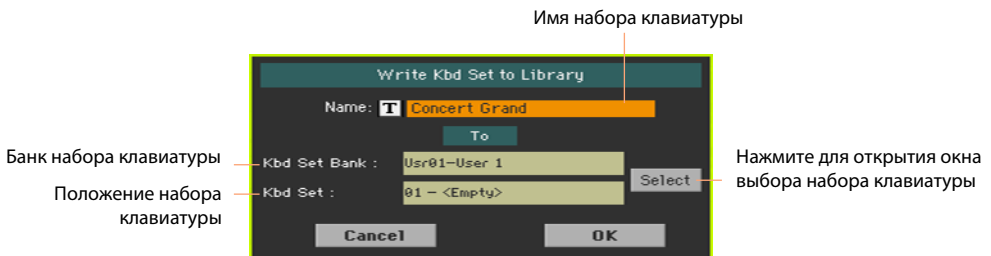 Имя набора клавиатуры
Write Kbd Set to Library
Name: T Concert Grand
To
Банк набора клавиатуры
Kbd Set Bank : Usr01-User 1
Положение набора
клавиатуры
Kbd Set : 01 - <Empty>
Select
Нажмите для открытия окна
выбора набора клавиатуры
Cancel OK